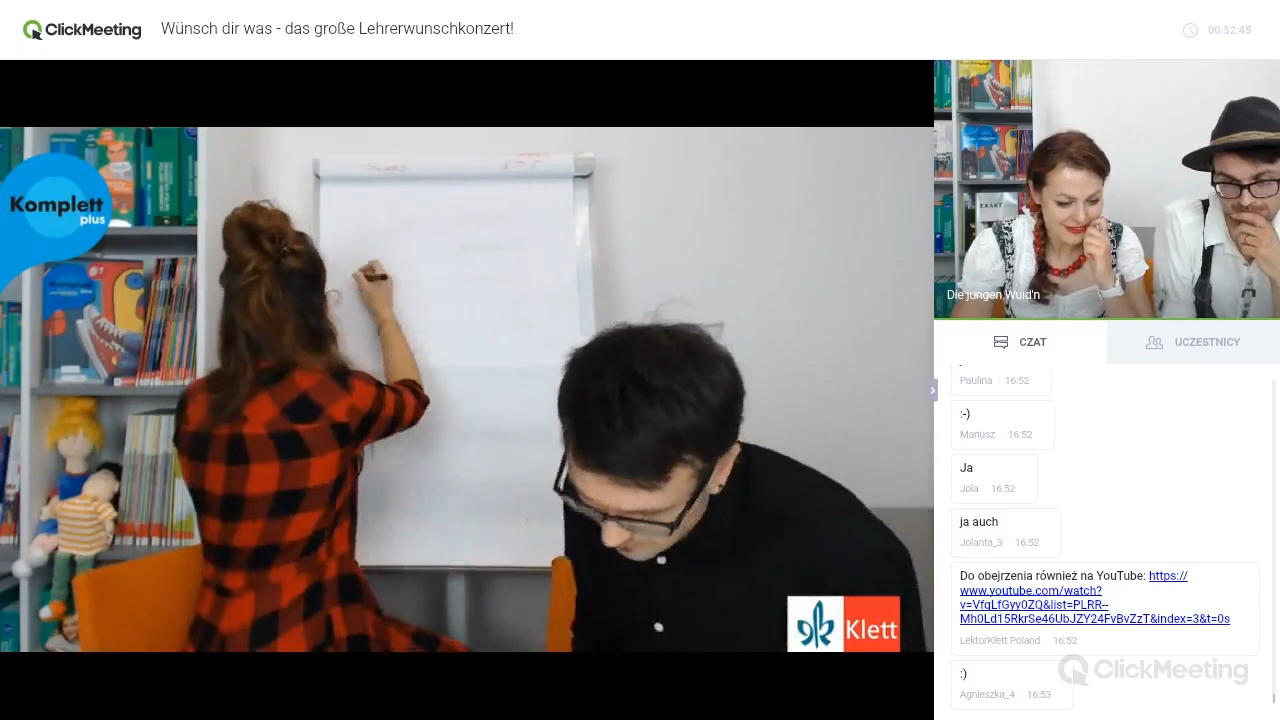 ClickMeeting
Wünsch dir was - das große Lehrerwunschkonzert!
00:52:45
Komplett
plus
Klett
EXAKT
Die jungen Wuid'n
CZAT
UCZESTNICY
Paulina 16:52
:-)
Mariusz 16:52
Ja
Jola 16:52
ja auch
Jolanta_3 16:52
Do obejrzenia również na YouTube: https://
www.youtube.com/watch?
v=VfqLfGyy0ZQ&list=PLRR--
Mh0Ld15RkrSe46UbJZY24FvBvZzT&index=3&t=0s
LektorKlett Poland 16:52
:)
Agnieszka_4 16:53
ClickMeeting